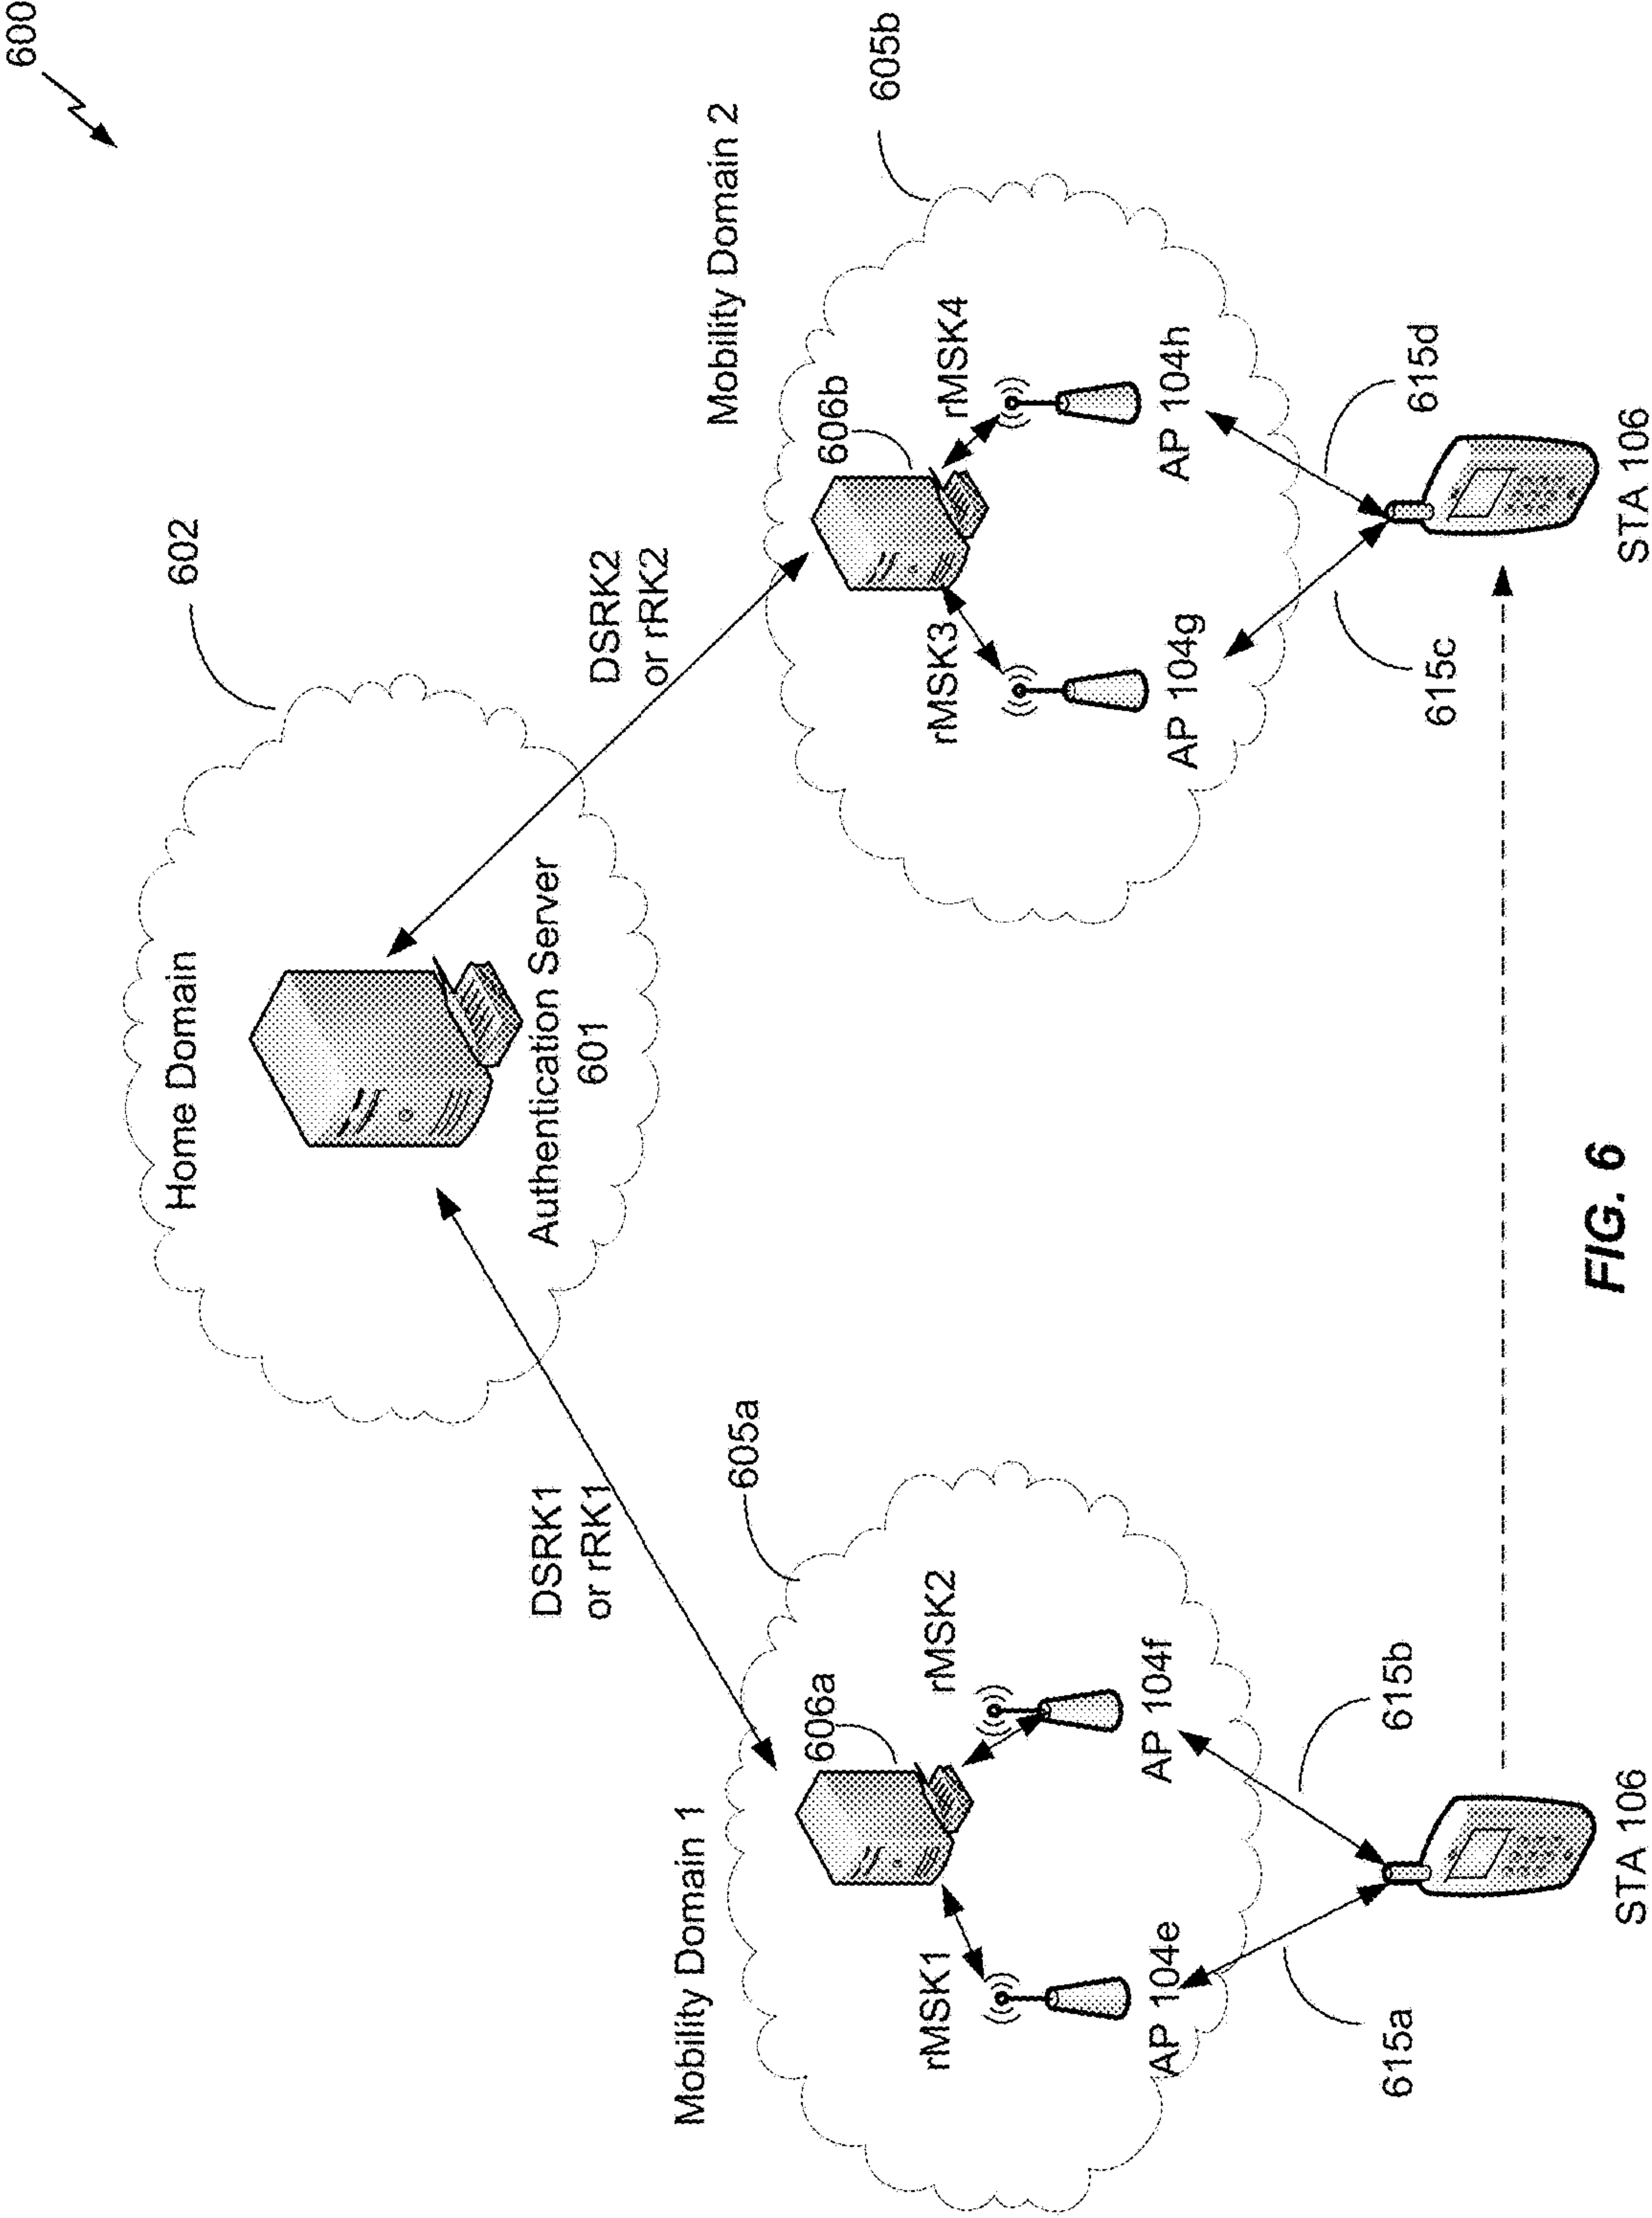 600
602
Home Domain
Authentication Server
601
DSRK1
or rRK1
DSRK2
or rRK2
Mobility Domain 1
605a
606a
rMSK1
rMSK2
AP 104e
AP 104f
615a
615b
STA 106
Mobility Domain 2
605b
606b
rMSK3
rMSK4
AP 104g
AP 104h
615c
615d
STA 106
FIG. 6